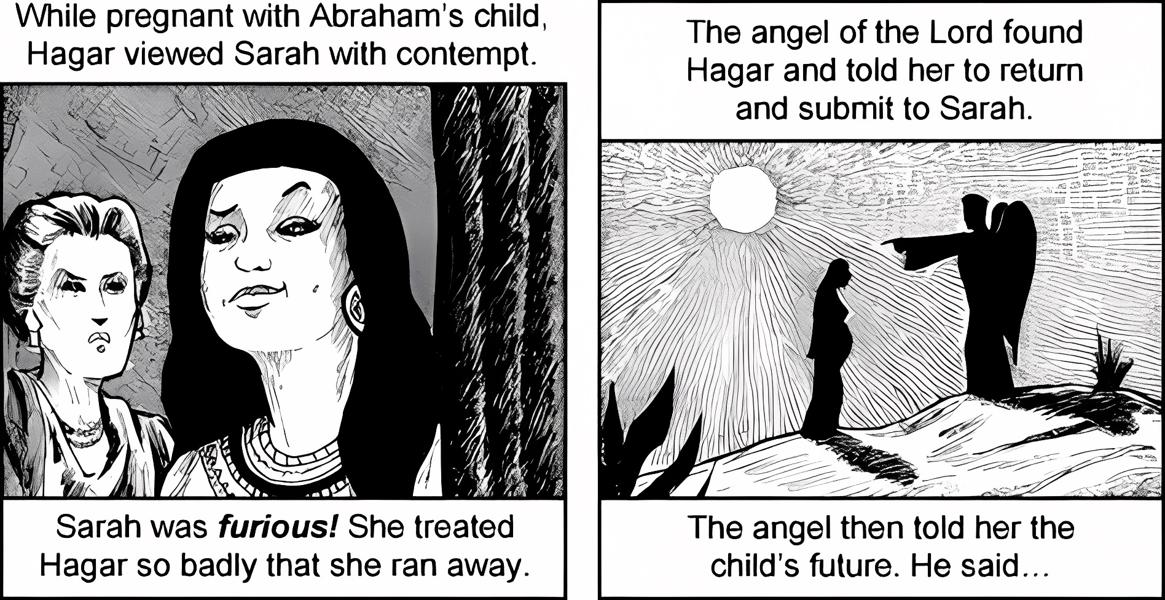 While pregnant with Abraham's child,
Hagar viewed Sarah with contempt.
Sarah was furious! She treated
Hagar so badly that she ran away.
The angel of the Lord found
Hagar and told her to return
and submit to Sarah.
The angel then told her the
child's future. He said...